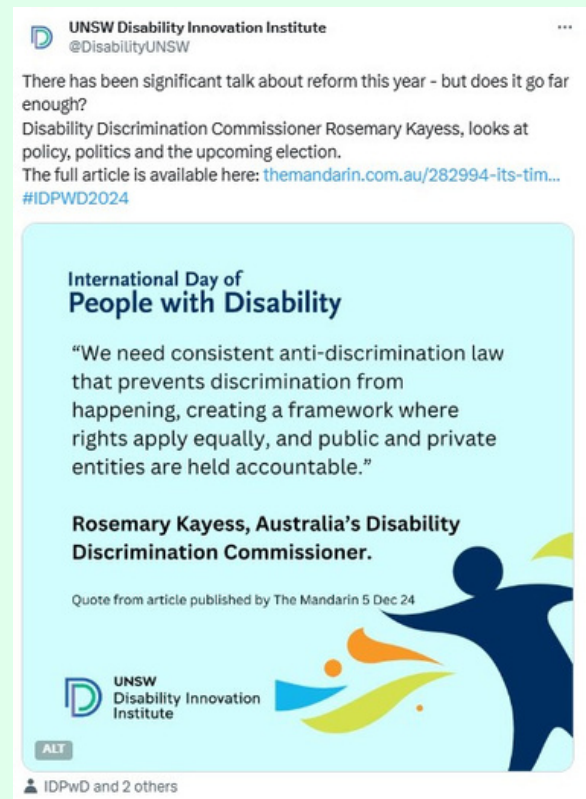 UNSW Disability Innovation Institute
@DisabilityUNSW
There has been significant talk about reform this year - but does it go far
enough?
Disability Discrimination Commissioner Rosemary Kayess, looks at
policy, politics and the upcoming election.
The full article is available here: themandarin.com.au/282994-its-tim...
#IDPWD2024
International Day of
People with Disability
“We need consistent anti-discrimination law
that prevents discrimination from
happening, creating a framework where
rights apply equally, and public and private
entities are held accountable.”
Rosemary Kayess, Australia’s Disability
Discrimination Commissioner.
Quote from article published by The Mandarin 5 Dec 24
UNSW
Disability Innovation
Institute
ALT
IDPwD and 2 others